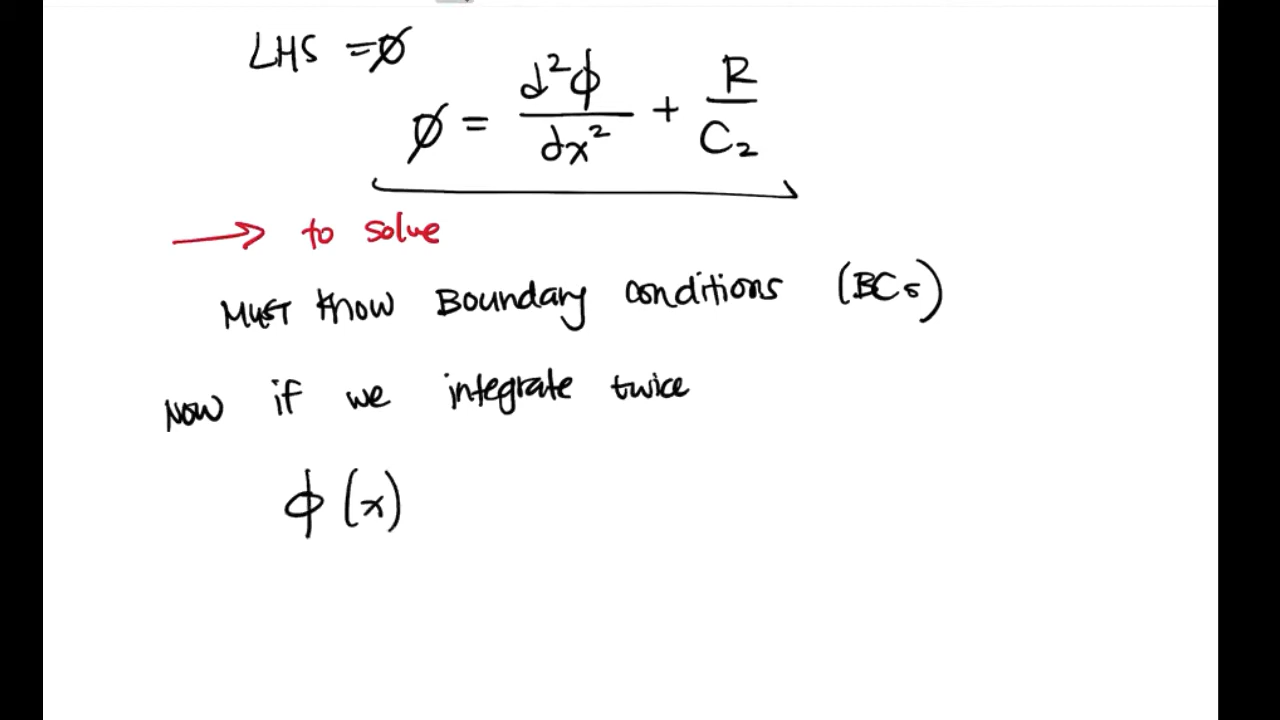 LHS = ∅
∅ = d²ϕ/dx² + R/C₂
→ to solve
Must know Boundary conditions (BCs)
Now if we integrate twice
ϕ(x)